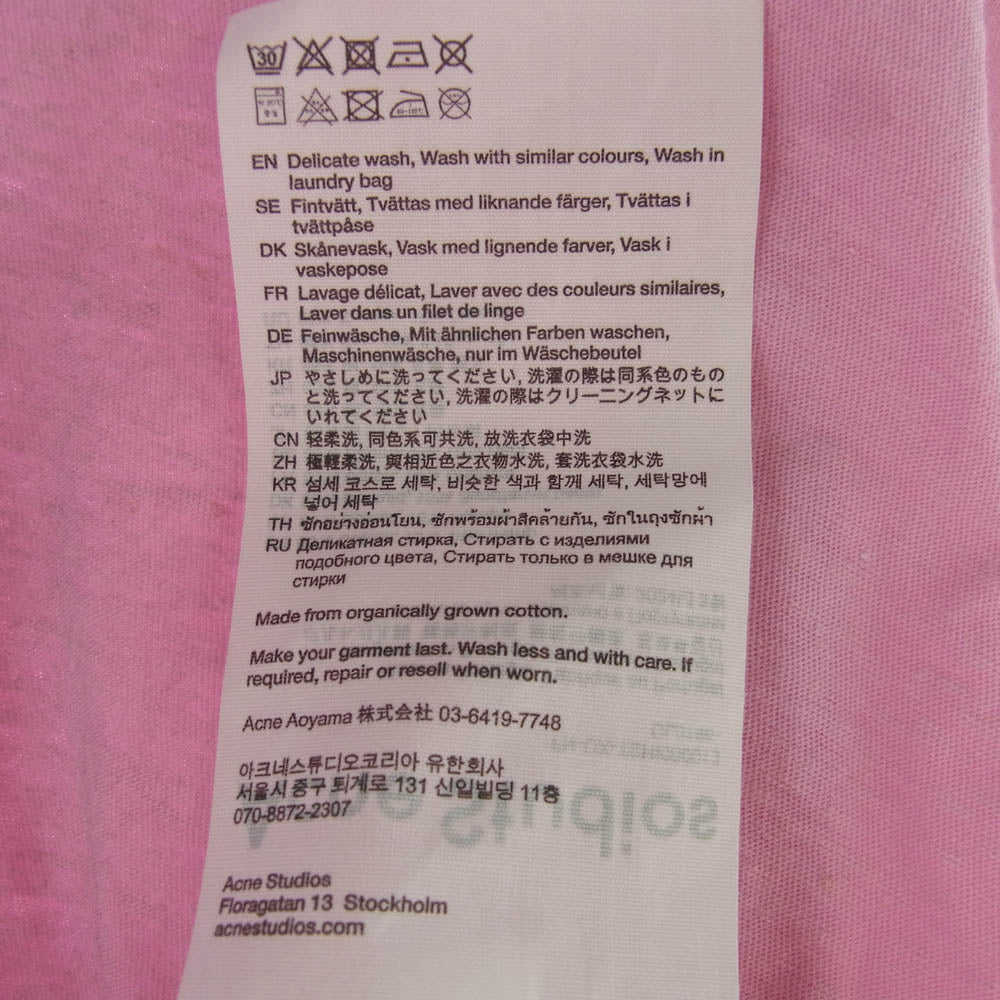 30
EN Delicate wash, Wash with similar colours, Wash in
laundry bag
SE Fintvätt, Tvättas med liknande färger, Tvättas i
tvättpåse
DK Skånevask, Vask med lignende farver, Vask i
vaskepose
FR Lavage délicat, Laver avec des couleurs similaires,
Laver dans un filet de linge
DE Feinwäsche, Mit ähnlichen Farben waschen,
Maschinenwäsche, nur im Wäschebeutel
JP やさしめに洗ってください, 洗濯の際は同系色のもの
と洗ってください, 洗濯の際はクリーニングネットに
いれてください
CN 轻柔洗, 同色系可共洗, 放洗衣袋中洗
ZH 極輕柔洗, 與相近色之衣物水洗, 套洗衣袋水洗
KR 섬세 코스로 세탁, 비슷한 색과 함께 세탁, 세탁망에
넣어 세탁
TH ซักอย่างอ่อนโยน, ซักพร้อมผ้าสีคล้ายกัน, ซักในถุงซักผ้า
RU Деликатная стирка, Стирать с изделиями
подобного цвета, Стирать только в мешке для
стирки
Made from organically grown cotton.
Make your garment last. Wash less and with care. If
required, repair or resell when worn.
Acne Aoyama 株式会社 03-6419-7748
아크네스튜디오코리아 유한회사
서울시 중구 퇴계로 131 신일빌딩 11층
070-8872-2307
Acne Studios
Floragatan 13 Stockholm
acnestudios.com